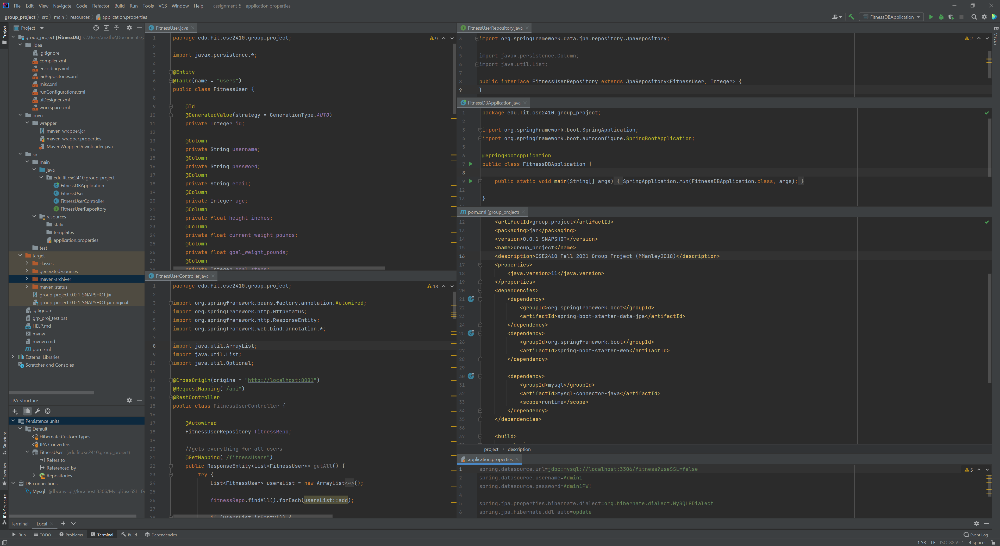 File Edit View Navigate Code Refactor Build Run Tools VCS Window Help assignment_5 - application.properties
group_project src main resources application.properties
FitnessDBApplication
Project
Project
group_project [FitnessDB] C:\Users\mathe\Documents\
.idea
.gitignore
compiler.xml
encodings.xml
jarRepositories.xml
misc.xml
runConfigurations.xml
uiDesigner.xml
workspace.xml
.mvn
wrapper
maven-wrapper.jar
maven-wrapper.properties
MavenWrapperDownloader.java
src
main
java
edu.fit.cse2410.group_project
FitnessDBApplication
FitnessUser
FitnessUserController
FitnessUserRepository
resources
static
templates
application.properties
test
target
classes
generated-sources
maven-archiver
maven-status
group_project-0.0.1-SNAPSHOT.jar
group_project-0.0.1-SNAPSHOT.jar.original
.gitignore
grp_proj_test.bat
HELP.md
mvnw
mvnw.cmd
pom.xml
External Libraries
Scratches and Consoles
JPA Structure
Persistence units
Default
Hibernate Custom Types
JPA Converters
FitnessUser (edu.fit.cse2410.group_project)
Refers to
Referenced by
Repositories
DB connections
Mysql (jdbc:mysql://localhost:3306/Mysql?useSSL=fa
Structure
Favorites
JPA Structure
FitnessUser.java
9
1 package edu.fit.cse2410.group_project;
2
3 import javax.persistence.*;
4
5 @Entity
6 @Table(name = "users")
7 public class FitnessUser {
8
9 @Id
10 @GeneratedValue(strategy = GenerationType.AUTO)
11 private Integer id;
12
13 @Column
14 private String username;
15 @Column
16 private String password;
17 @Column
18 private String email;
19 @Column
20 private Integer age;
21 @Column
22 private float height_inches;
23 @Column
24 private float current_weight_pounds;
25 @Column
26 private float goal_weight_pounds;
27 @Column
28 private Integer goal_steps;
FitnessUserController.java
18
1 package edu.fit.cse2410.group_project;
2
3 import org.springframework.beans.factory.annotation.Autowired;
4 import org.springframework.http.HttpStatus;
5 import org.springframework.http.ResponseEntity;
6 import org.springframework.web.bind.annotation.*;
7
8 import java.util.ArrayList;
9 import java.util.List;
10 import java.util.Optional;
11
12 @CrossOrigin(origins = "http://localhost:8081")
13 @RequestMapping("/api")
14 @RestController
15 public class FitnessUserController {
16
17 @Autowired
18 FitnessUserRepository fitnessRepo;
19
20 //gets everything for all users
21 @GetMapping("/fitnessUsers")
22 public ResponseEntity<List<FitnessUser>> getAll() {
23 try {
24 List<FitnessUser> usersList = new ArrayList<~>();
25
26 fitnessRepo.findAll().forEach(usersList::add);
27
28 if (usersList.isEmpty()) {
FitnessUserRepository.java
2
3 import org.springframework.data.jpa.repository.JpaRepository;
4
5 import javax.persistence.Column;
6 import java.util.List;
7
8 public interface FitnessUserRepository extends JpaRepository<FitnessUser, Integer> {
9 }
FitnessDBApplication.java
1 package edu.fit.cse2410.group_project;
2
3 import org.springframework.boot.SpringApplication;
4 import org.springframework.boot.autoconfigure.SpringBootApplication;
5
6 @SpringBootApplication
7 public class FitnessDBApplication {
8
9 public static void main(String[] args) { SpringApplication.run(FitnessDBApplication.class, args); }
12
13 }
pom.xml (group_project)
12 <artifactId>group_project</artifactId>
13 <packaging>jar</packaging>
14 <version>0.0.1-SNAPSHOT</version>
15 <name>group_project</name>
16 <description>CSE2410 Fall 2021 Group Project (MManley2018)</description>
17 <properties>
18 <java.version>11</java.version>
19 </properties>
20 <dependencies>
21 <dependency>
22 <groupId>org.springframework.boot</groupId>
23 <artifactId>spring-boot-starter-data-jpa</artifactId>
24 </dependency>
25 <dependency>
26 <groupId>org.springframework.boot</groupId>
27 <artifactId>spring-boot-starter-web</artifactId>
28 </dependency>
29
30 <dependency>
31 <groupId>mysql</groupId>
32 <artifactId>mysql-connector-java</artifactId>
33 <scope>runtime</scope>
34 </dependency>
35 </dependencies>
36
37 <build>
project description
application.properties
5
1 spring.datasource.url=jdbc:mysql://localhost:3306/fitness?useSSL=false
2 spring.datasource.username=Admin1
3 spring.datasource.password=Admin1PW!
4
5 spring.jpa.properties.hibernate.dialect=org.hibernate.dialect.MySQL8Dialect
6 spring.jpa.hibernate.ddl-auto=update
Maven
Terminal: Local
Run TODO Problems Terminal Build Dependencies Event Log
1:58 LF ISO-8859-1 4 spaces